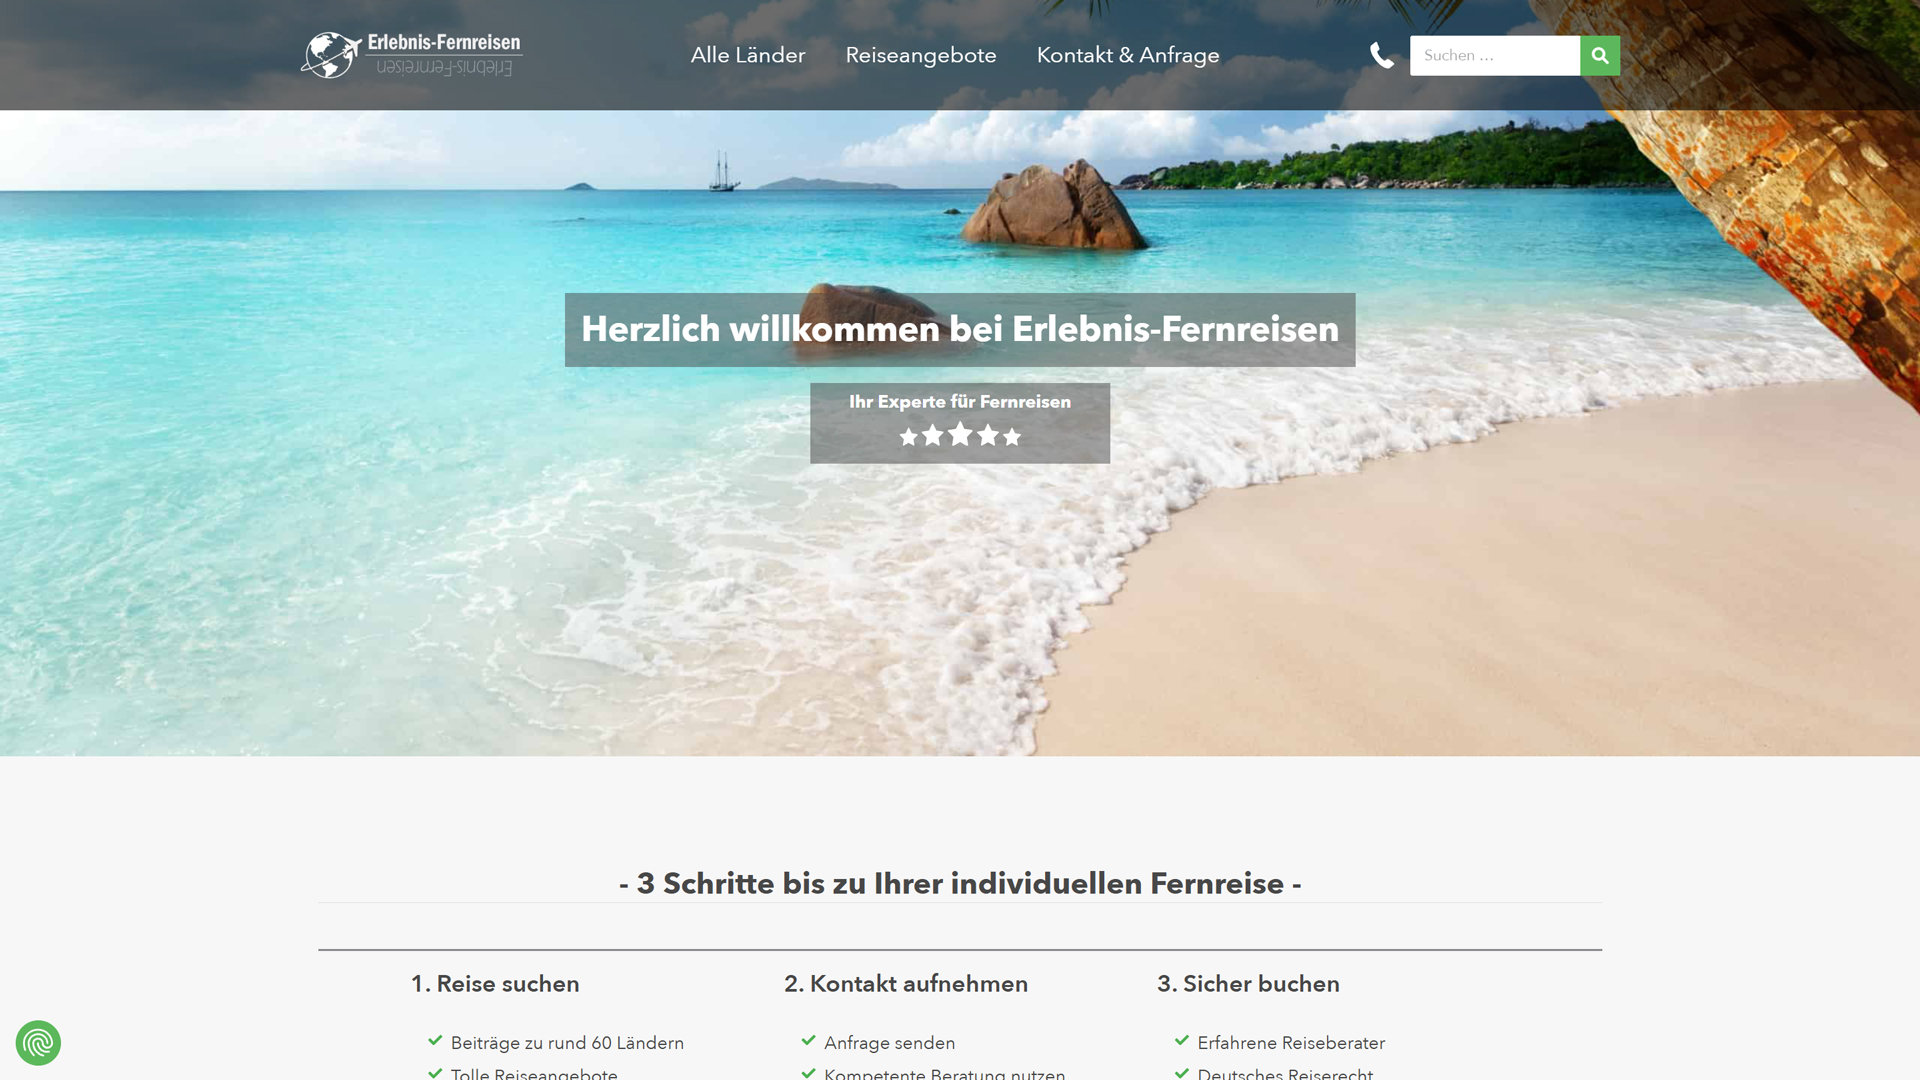 Erlebnis-Fernreisen
Erlebnis-Fernreisen
Alle Länder
Reiseangebote
Kontakt & Anfrage
Suchen …
Herzlich willkommen bei Erlebnis-Fernreisen
Ihr Experte für Fernreisen
- 3 Schritte bis zu Ihrer individuellen Fernreise -
1. Reise suchen
2. Kontakt aufnehmen
3. Sicher buchen
Beiträge zu rund 60 Ländern
Anfrage senden
Erfahrene Reiseberater
Tolle Reiseangebote
Kompetente Beratung nutzen
Deutsches Reiserecht